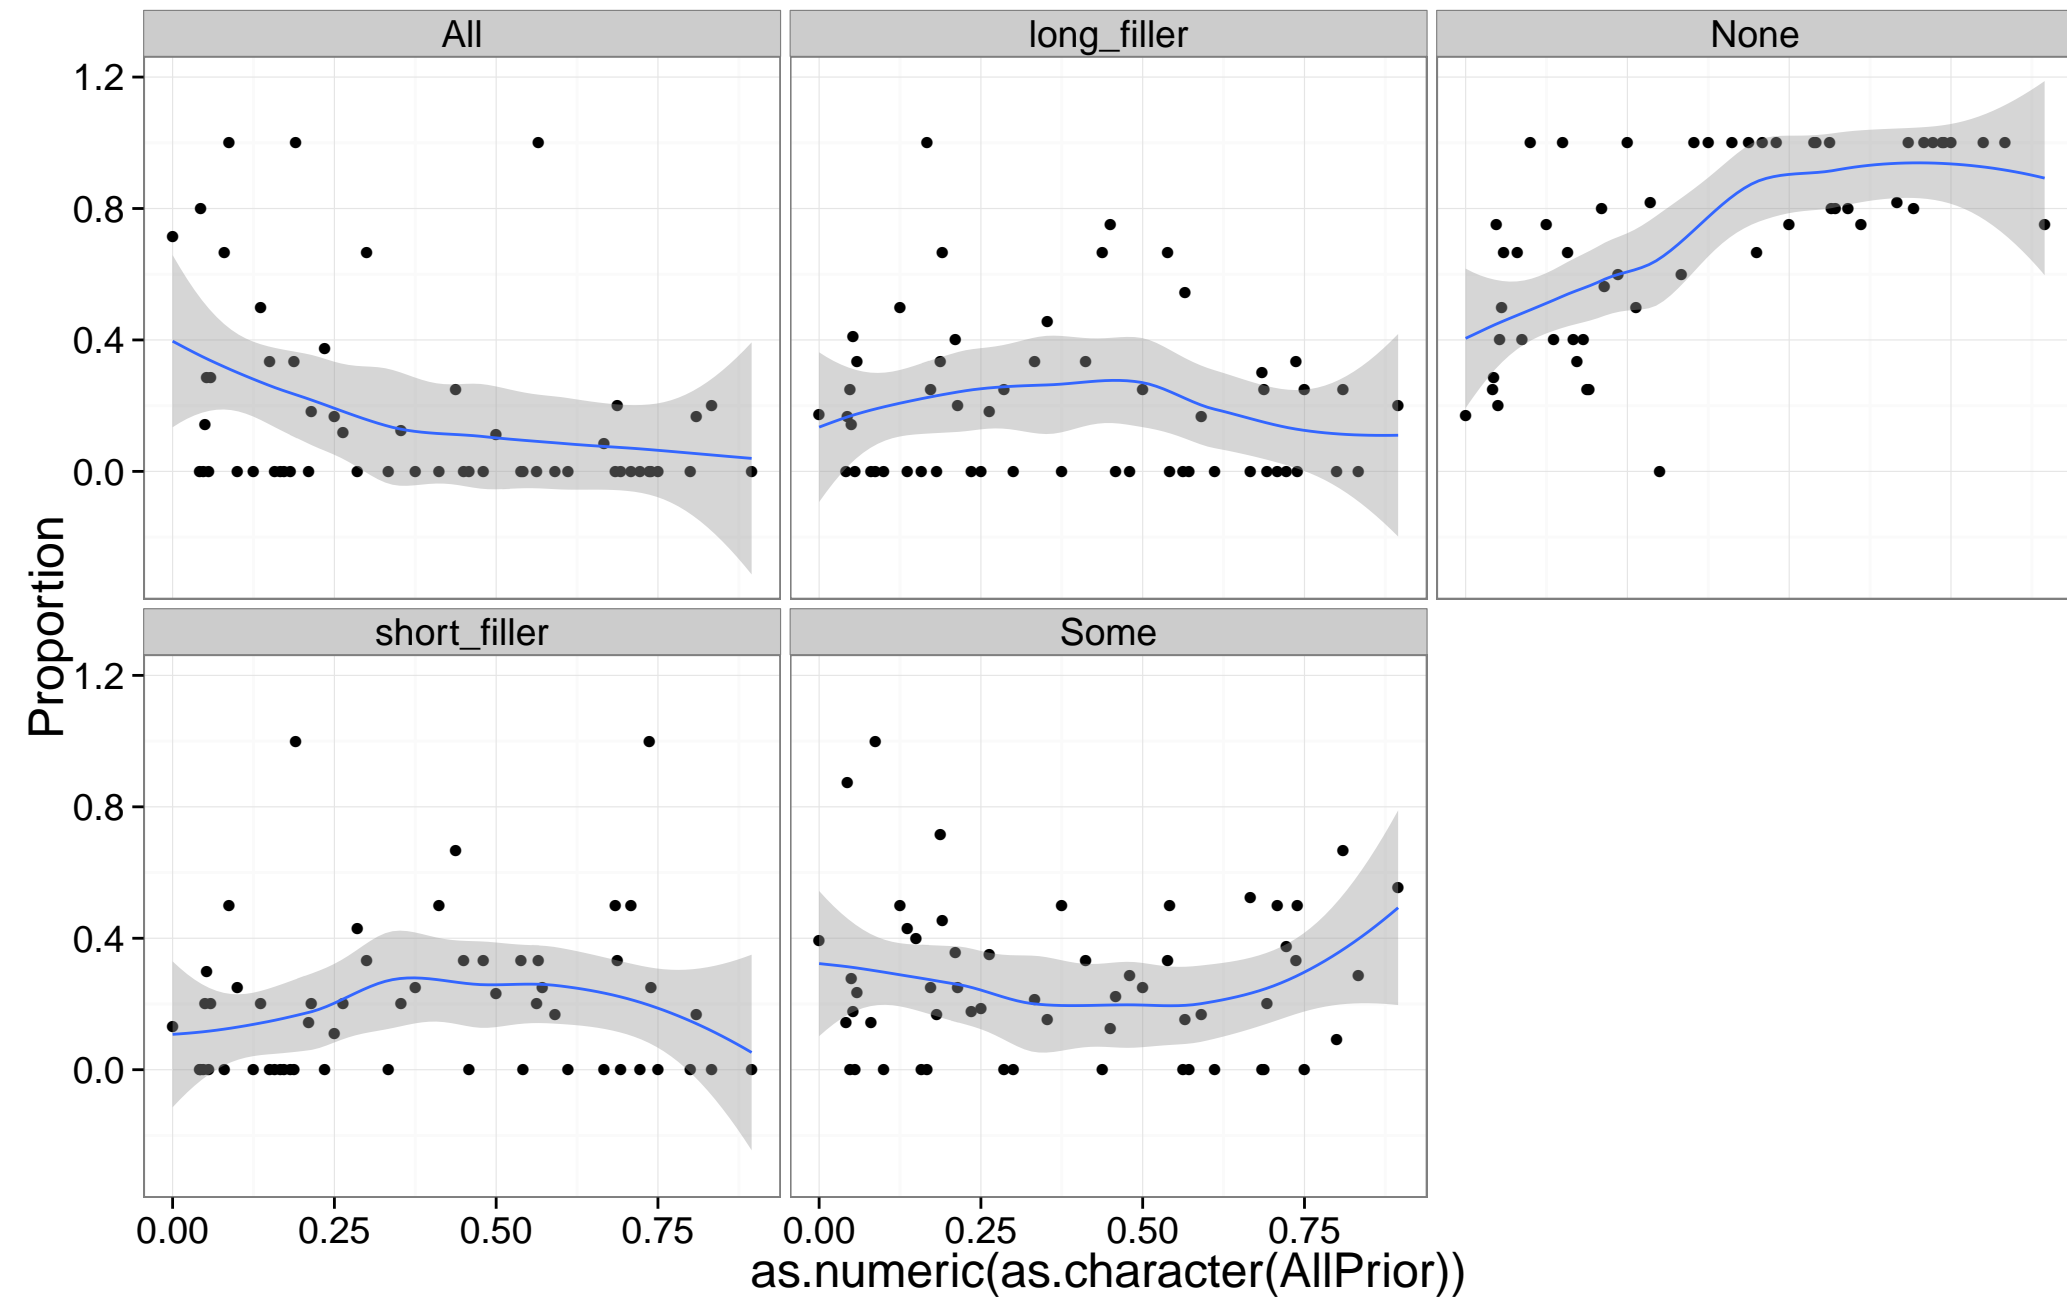 All long_filler None
1.2
0.8
0.4
0.0
Proportion
short_filler Some
1.2
0.8
0.4
0.0
0.00 0.25 0.50 0.75 0.00 0.25 0.50 0.75
as.numeric(as.character(AllPrior))